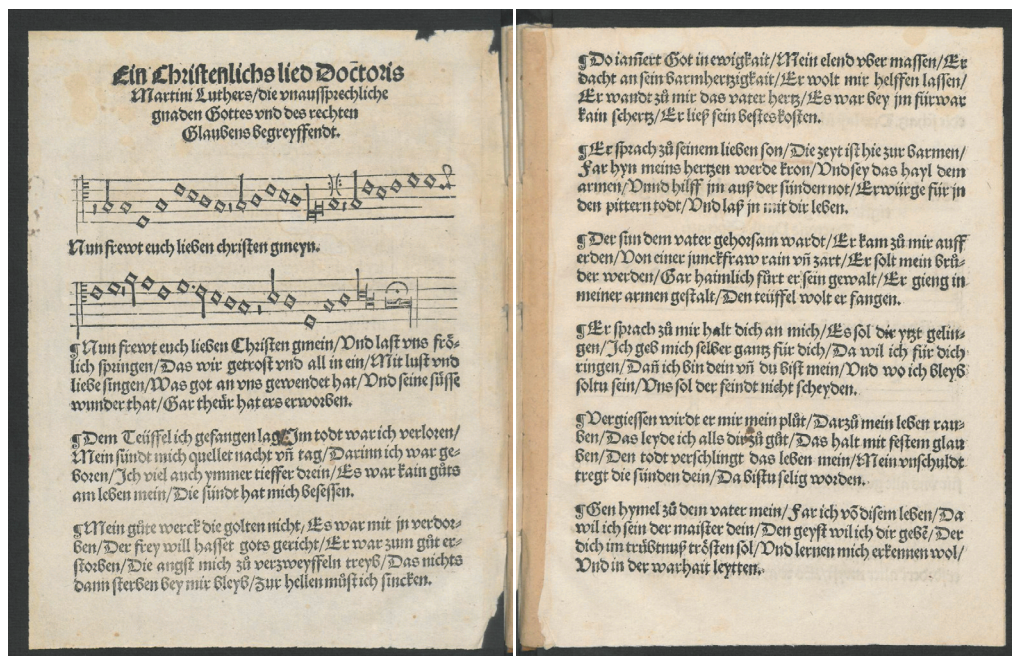 Ein Christenlichs lied Doctoris
Martini Luthers/die vnaussprechliche
gnaden Gottes vnd des rechten
Glaubens begreyffendt.
Nun frewt euch lieben christen gmeyn.
¶Nun frewt euch lieben Christen gmein/Vnd last vns frö-
lich springen/Das wir getrost vnd all in ein/Mit lust vnd
liebe singen/Was got an vns gewendet hat/Vnd seine süsse
wunder that/Gar theür hat ers erworben.
¶Dem Teüffel ich gefangen lag/Im todt war ich verloren/
Mein sündt mich quellet nacht vñ tag/Darinn ich war ge-
boren/Ich viel auch ymmer tieffer drein/Es war kain gůts
am leben mein/Die sündt hat mich besessen.
¶Mein gůte werck die golten nicht/Es war mit jn verdor-
ben/Der frey will hasset gots gericht/Er war zum gůt er-
storben/Die angst mich zů verzweyffeln treyb/Das nichts
dann sterben bey mir bleyb/Zur hellen můst ich sincken.
¶Do iam̃ert Got in ewigkait/Mein elend vber massen/Er
dacht an sein barmhertzigkait/Er wolt mir helffen lassen/
Er wandt zů mir das vater hertz/Es war bey jm fürwar
kain schertz/Er ließ sein bestes kosten.
¶Er sprach zů seinem lieben son/Die zeyt ist hie zur barmen/
Far hyn meins hertzen werde kron/Vnd sey das hayl dem
armen/Vnnd hilff jm auß der sünden not/Erwürge für jn
den pittern todt/Vnd laß jn mit dir leben.
¶Der sun dem vater gehorsam wardt/Er kam zů mir auff
erden/Von einer junckfraw rain vñ zart/Er solt mein brů-
der werden/Gar haimlich fürt er sein gewalt/Er gieng in
meiner armen gestalt/Den teüffel wolt er fangen.
¶Er sprach zů mir halt dich an mich/Es sol dir ytzt gelin-
gen/Ich geb mich selber gantz für dich/Da wil ich für dich
ringen/Dañ ich bin dein vñ du bist mein/Vnd wo ich bleyb
soltu sein/Vns sol der feindt nicht scheyden.
¶Vergiessen wirdt er mir mein plůt/Darzů mein leben rau-
ben/Das leyde ich alls dir zů gůt/Das halt mit festem glau
ben/Den todt verschlingt das leben mein/Mein vnschuldt
tregt die sünden dein/Da bistu selig worden.
¶Gen hymel zů dem vater mein/Far ich võ disem leben/Da
wil ich sein der maister dein/Den geyst wil ich dir gebẽ/Der
dich im trübtnuß trösten sol/Vnd lernen mich erkennen wol/
Vnd in der warhait leytten.